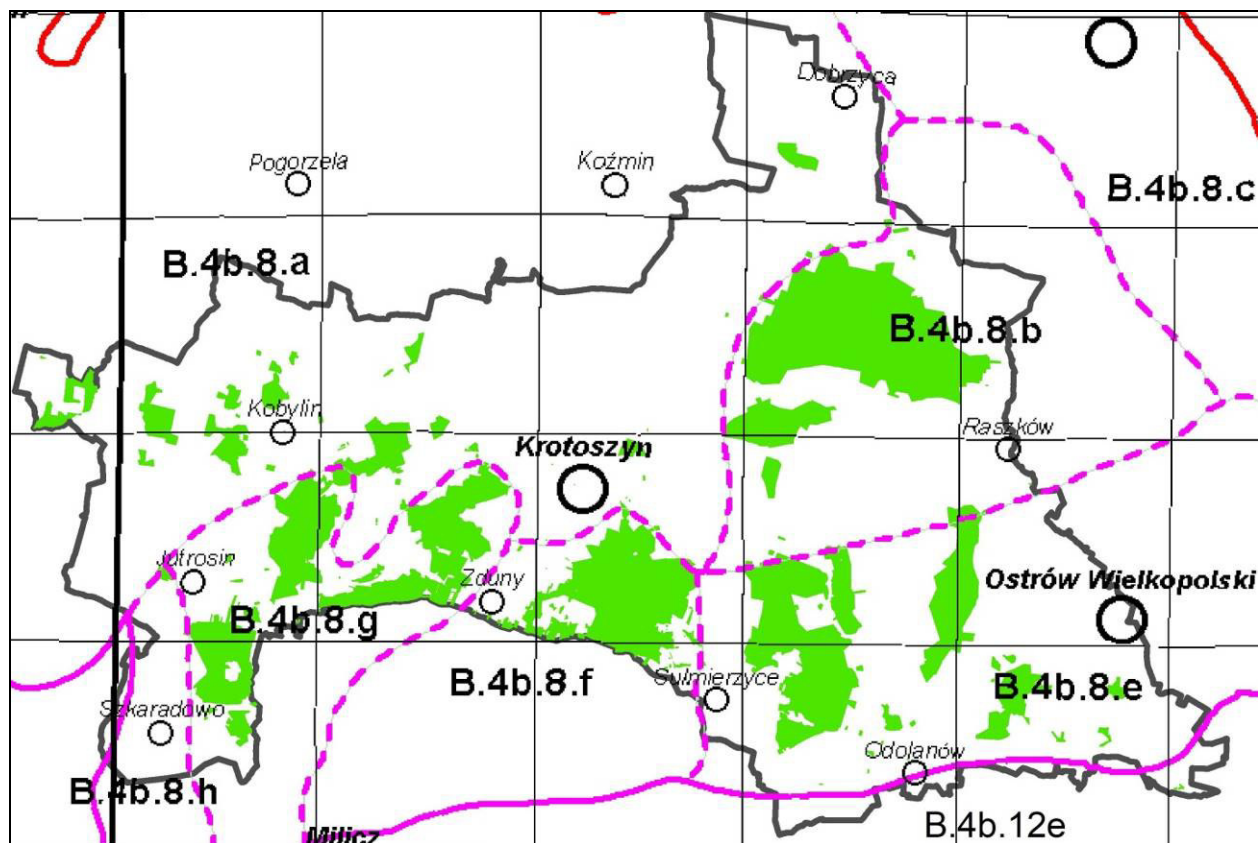 Dobrzyca
Pogorzela
Koźmin
B.4b.8.c
B.4b.8.a
B.4b.8.b
Kobylin
Krotoszyn
Raszków
Jutrosin
Zduny
Ostrów Wielkopolski
B.4b.8.g
B.4b.8.f
Sulmierzyce
B.4b.8.e
Szkaradowo
Odolanów
B.4b.8.h
B.4b.12e
Milicz